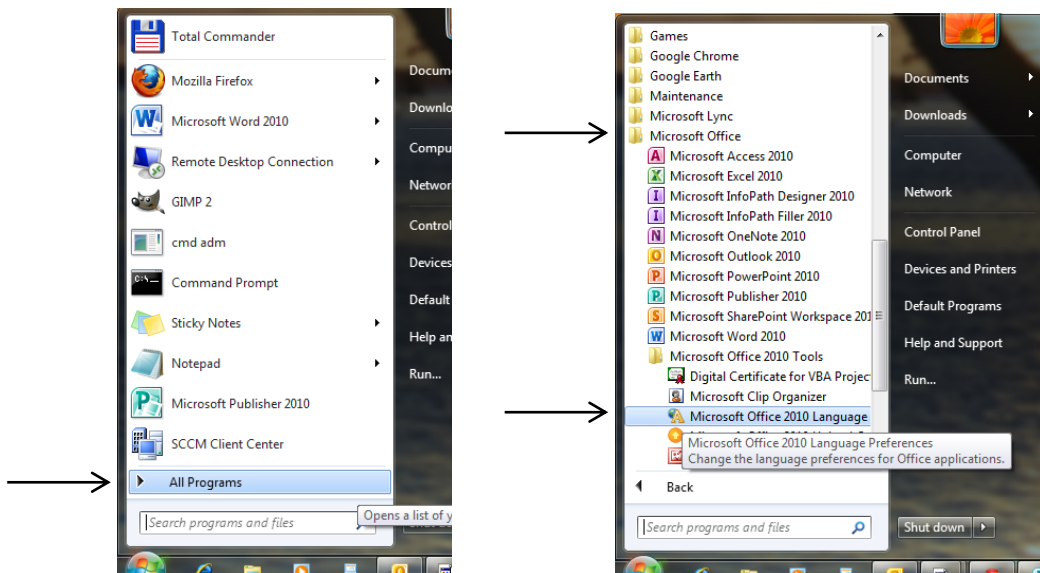 Total Commander
Mozilla Firefox
Microsoft Word 2010
Remote Desktop Connection
GIMP 2
cmd adm
C:\
Command Prompt
Sticky Notes
Notepad
Microsoft Publisher 2010
SCCM Client Center
All Programs
Search programs and files
Docum
Downlo
Compu
Networ
Control
Devices
Default
Help an
Run...
Opens a list of y
Games
Google Chrome
Google Earth
Maintenance
Microsoft Lync
Microsoft Office
Microsoft Access 2010
Microsoft Excel 2010
Microsoft InfoPath Designer 2010
Microsoft InfoPath Filler 2010
Microsoft OneNote 2010
Microsoft Outlook 2010
Microsoft PowerPoint 2010
Microsoft Publisher 2010
Microsoft SharePoint Workspace 201
Microsoft Word 2010
Microsoft Office 2010 Tools
Digital Certificate for VBA Projec
Microsoft Clip Organizer
Microsoft Office 2010 Language
Microsoft Office 2010 Language Preferences
Change the language preferences for Office applications.
Back
Search programs and files
Documents
Downloads
Computer
Network
Control Panel
Devices and Printers
Default Programs
Help and Support
Run...
Shut down